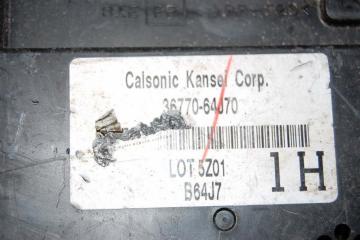 Calsonic Kansei Corp.
36770-64J70
LOT 5Z01
B64J7
1H